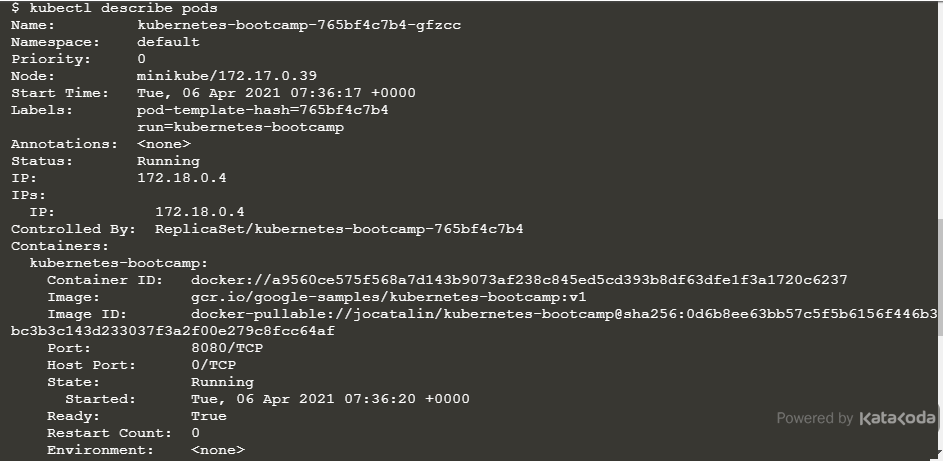 $ kubectl describe pods
Name: kubernetes-bootcamp-765bf4c7b4-gfzcc
Namespace: default
Priority: 0
Node: minikube/172.17.0.39
Start Time: Tue, 06 Apr 2021 07:36:17 +0000
Labels: pod-template-hash=765bf4c7b4
run=kubernetes-bootcamp
Annotations: <none>
Status: Running
IP: 172.18.0.4
IPs:
IP: 172.18.0.4
Controlled By: ReplicaSet/kubernetes-bootcamp-765bf4c7b4
Containers:
kubernetes-bootcamp:
Container ID: docker://a9560ce575f568a7d143b9073af238c845ed5cd393b8df63dfe1f3a1720c6237
Image: gcr.io/google-samples/kubernetes-bootcamp:v1
Image ID: docker-pullable://jocatalin/kubernetes-bootcamp@sha256:0d6b8ee63bb57c5f5b6156f446b3
bc3b3c143d233037f3a2f00e279c8fcc64af
Port: 8080/TCP
Host Port: 0/TCP
State: Running
Started: Tue, 06 Apr 2021 07:36:20 +0000
Ready: True
Powered by Katacoda
Restart Count: 0
Environment: <none>